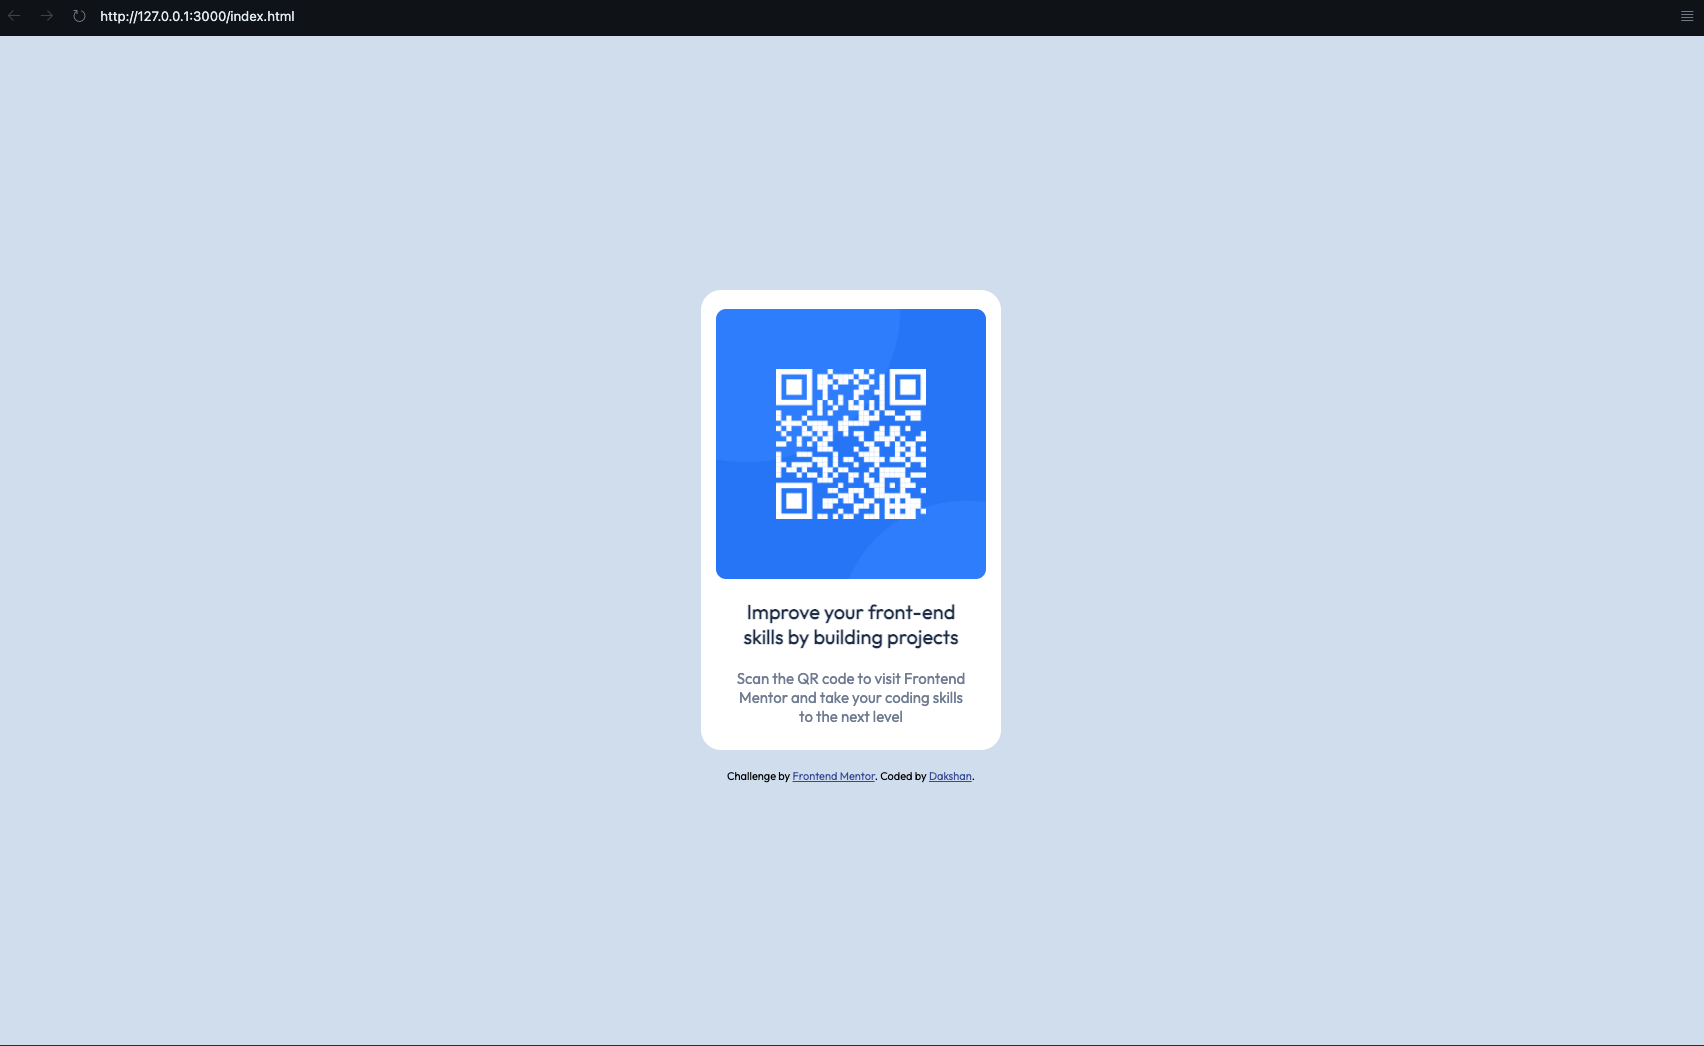 http://127.0.0.1:3000/index.html
Improve your front-end
skills by building projects
Scan the QR code to visit Frontend
Mentor and take your coding skills
to the next level
Challenge by Frontend Mentor. Coded by Dakshan.